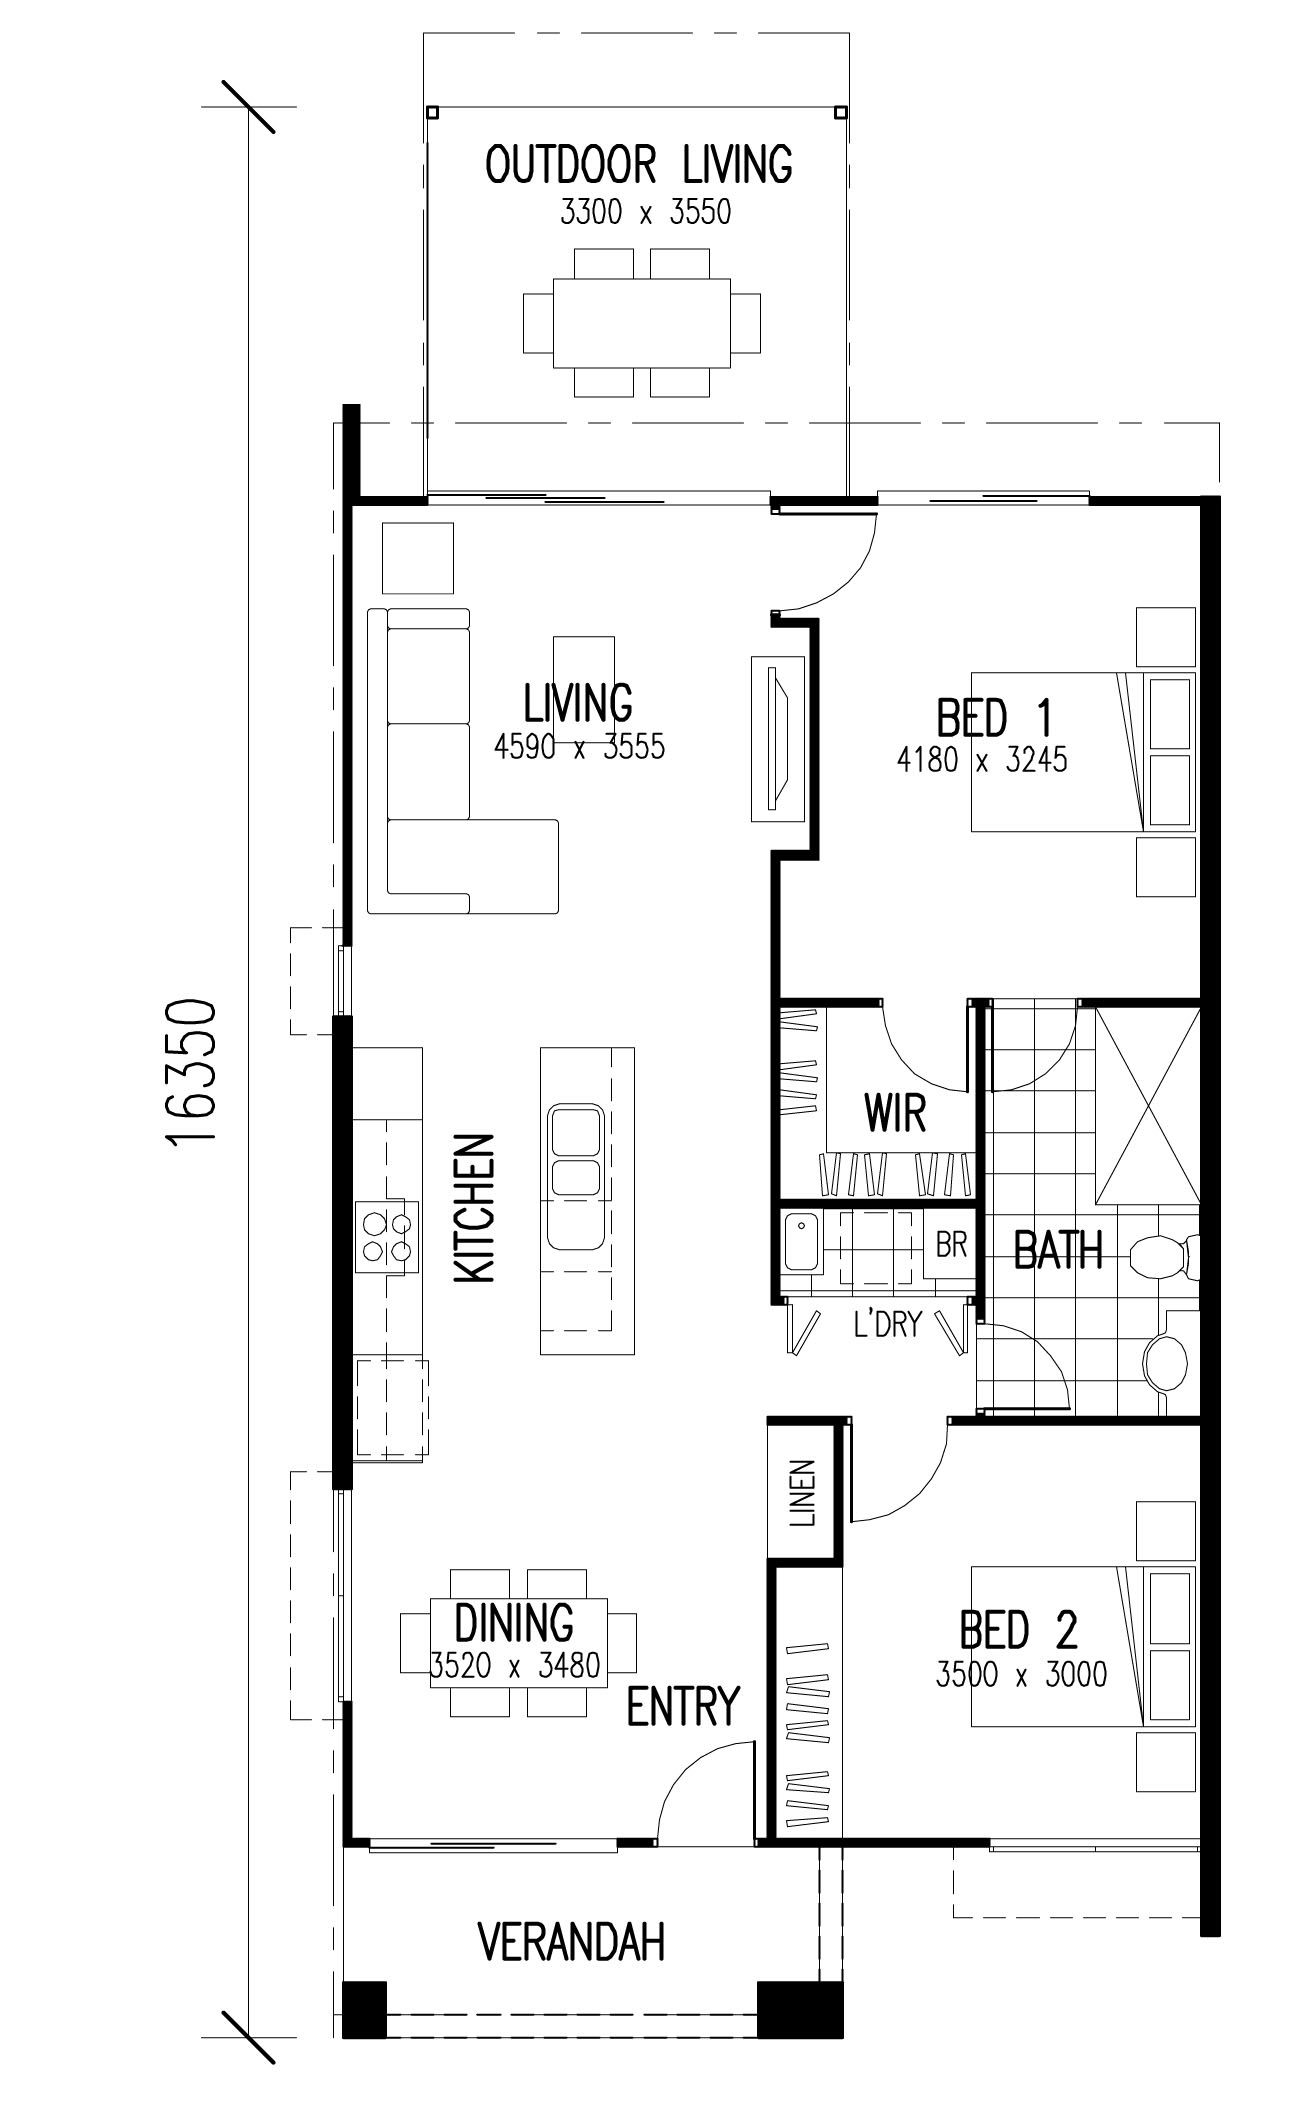 OUTDOOR LIVING
3300 x 3550
LIVING
4590 x 3555
BED 1
4180 x 3245
16350
WIR
KITCHEN
BR
BATH
L'DRY
LINEN
DINING
3520 x 3480
BED 2
3500 x 3000
ENTRY
VERANDAH